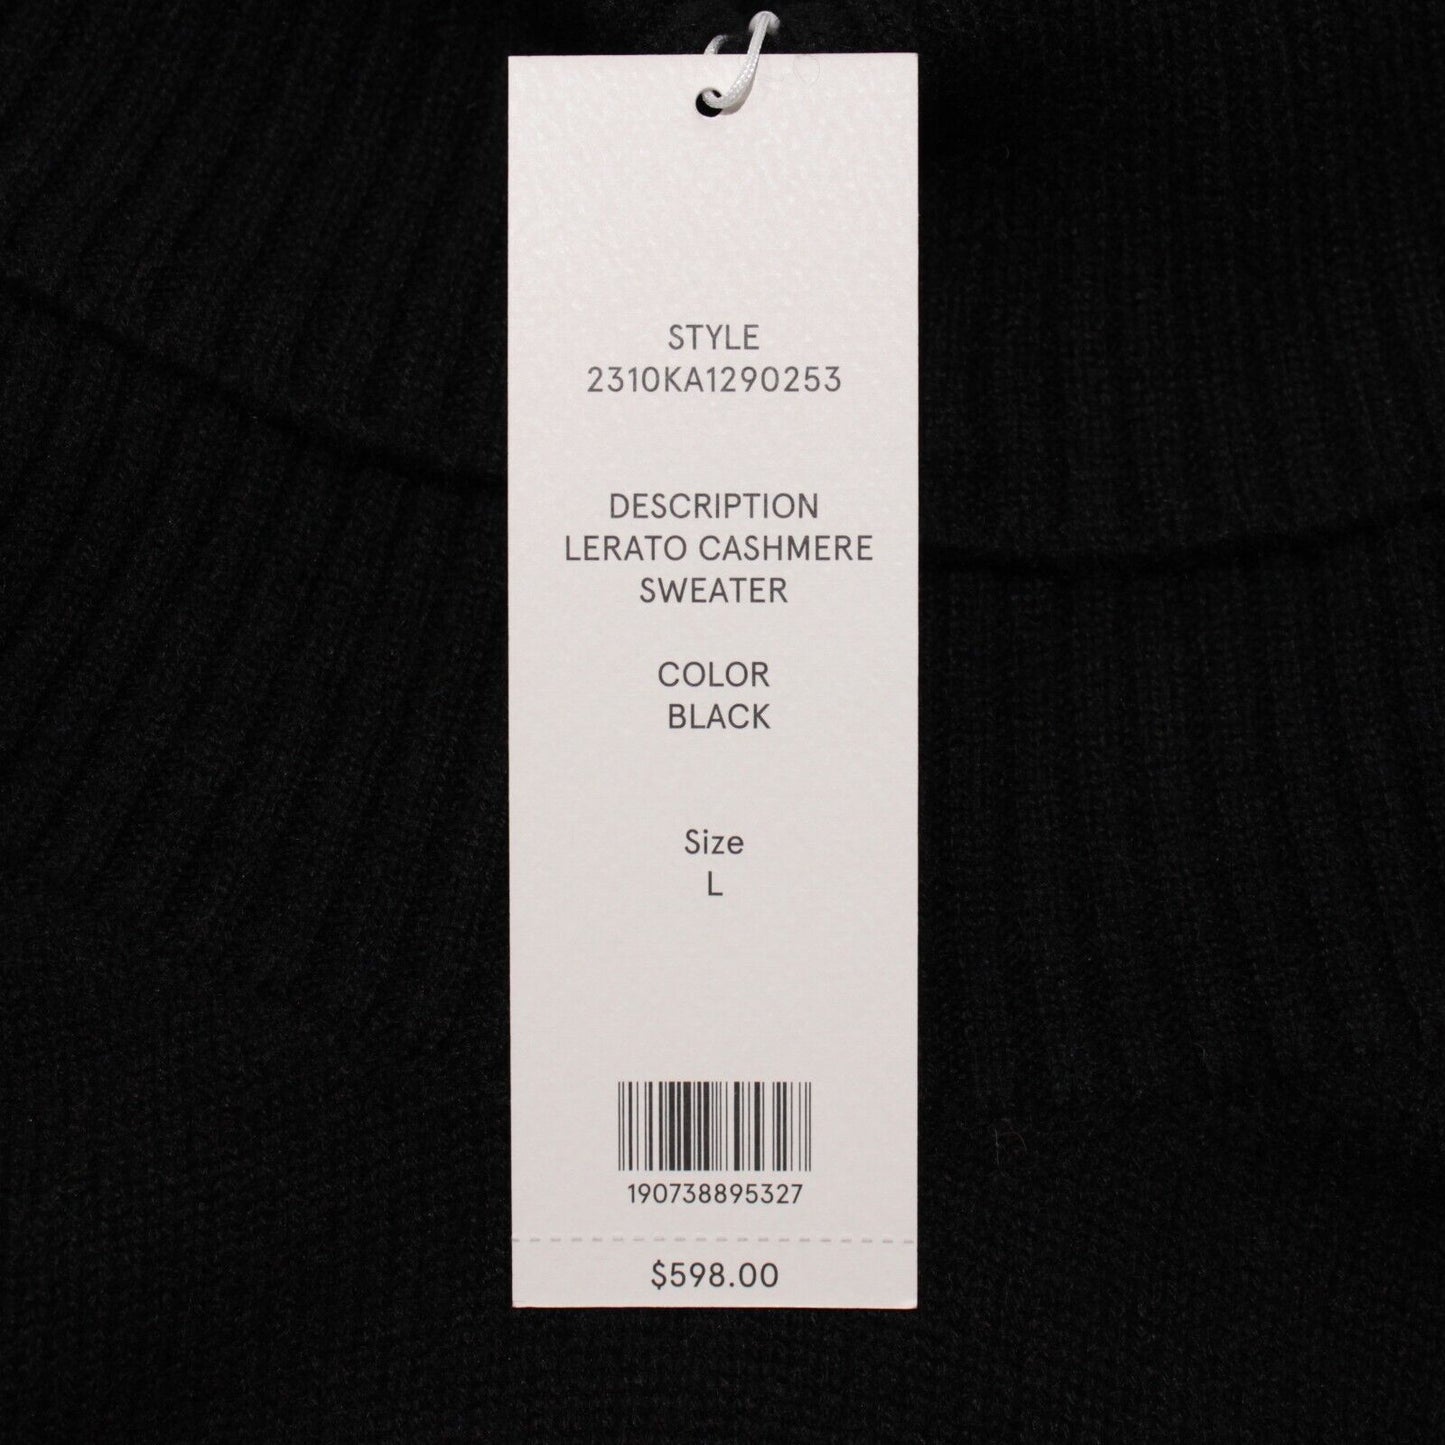 STYLE
2310KA1290253
DESCRIPTION
LERATO CASHMERE
SWEATER
COLOR
BLACK
Size
L
190738895327
$598.00